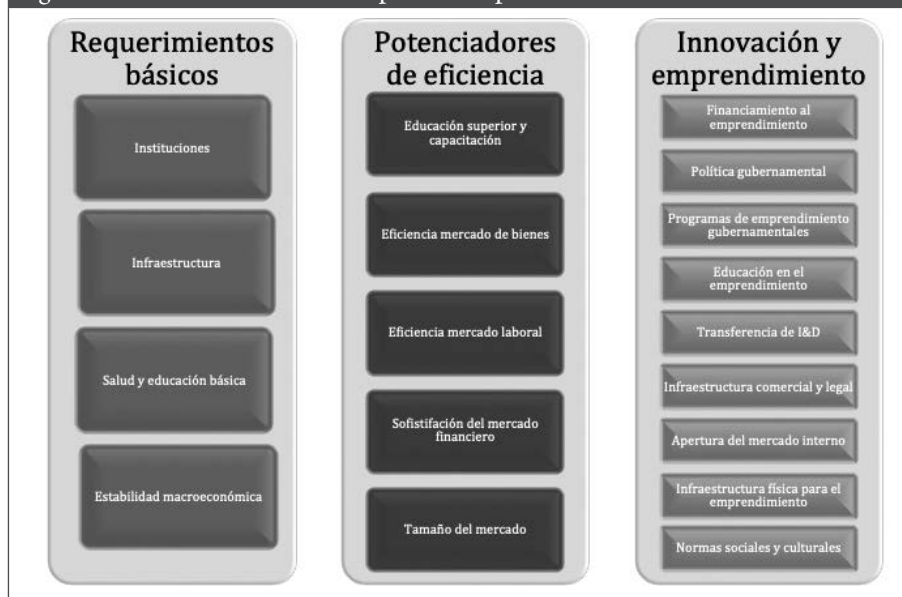 Requerimientos
básicos
Instituciones
Infraestructura
Salud y educación básica
Estabilidad macroeconómica
Potenciadores
de eficiencia
Educación superior y
capacitación
Eficiencia mercado de bienes
Eficiencia mercado laboral
Sofistifación del mercado
financiero
Tamaño del mercado
Innovación y
emprendimiento
Financiamiento al
emprendimiento
Política gubernamental
Programas de emprendimiento
gubernamentales
Educación en el
emprendimiento
Transferencia de I&D
Infraestructura comercial y legal
Apertura del mercado interno
Infraestructura física para el
emprendimiento
Normas sociales y culturales